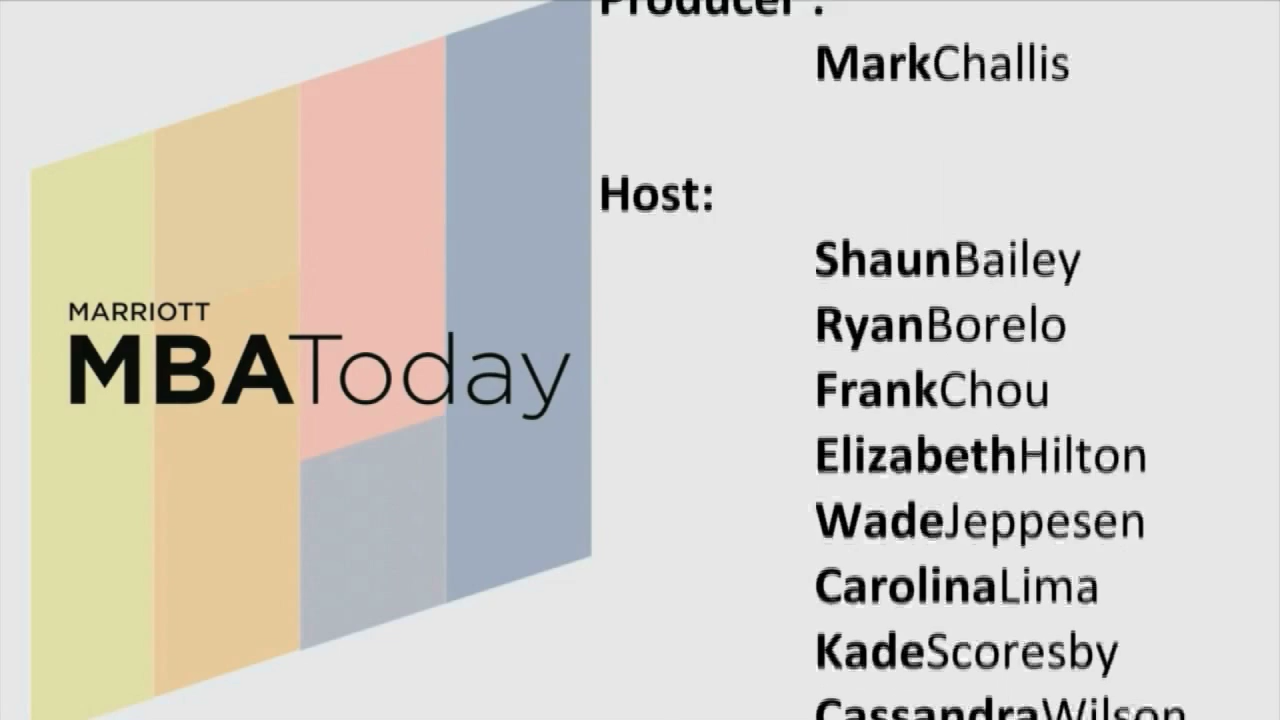 Producer :
MarkChallis
Host:
ShaunBailey
RyanBorelo
FrankChou
ElizabethHilton
WadeJeppesen
CarolinaLima
KadeScoresby
CassandraWilson
MARRIOTT
MBAToday